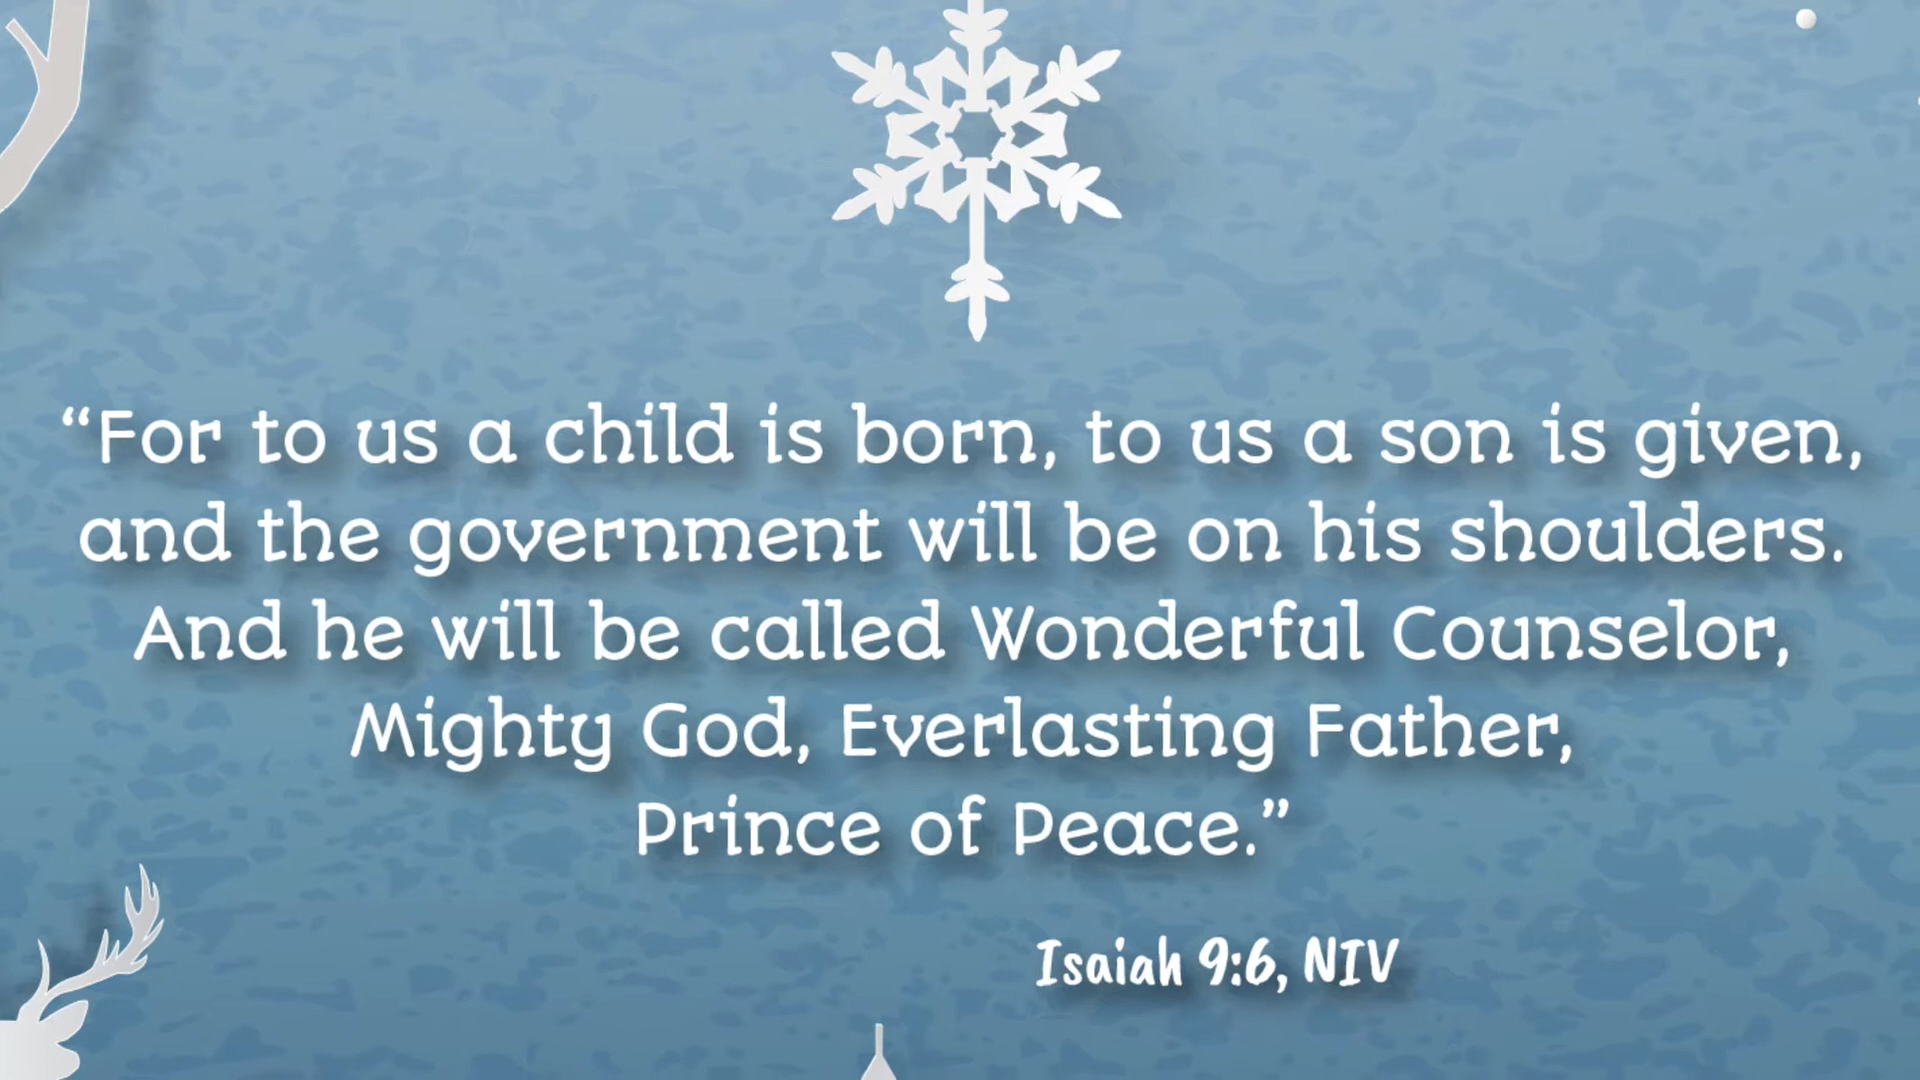 “For to us a child is born, to us a son is given,
and the government will be on his shoulders.
And he will be called Wonderful Counselor,
Mighty God, Everlasting Father,
Prince of Peace.”
Isaiah 9:6, NIV